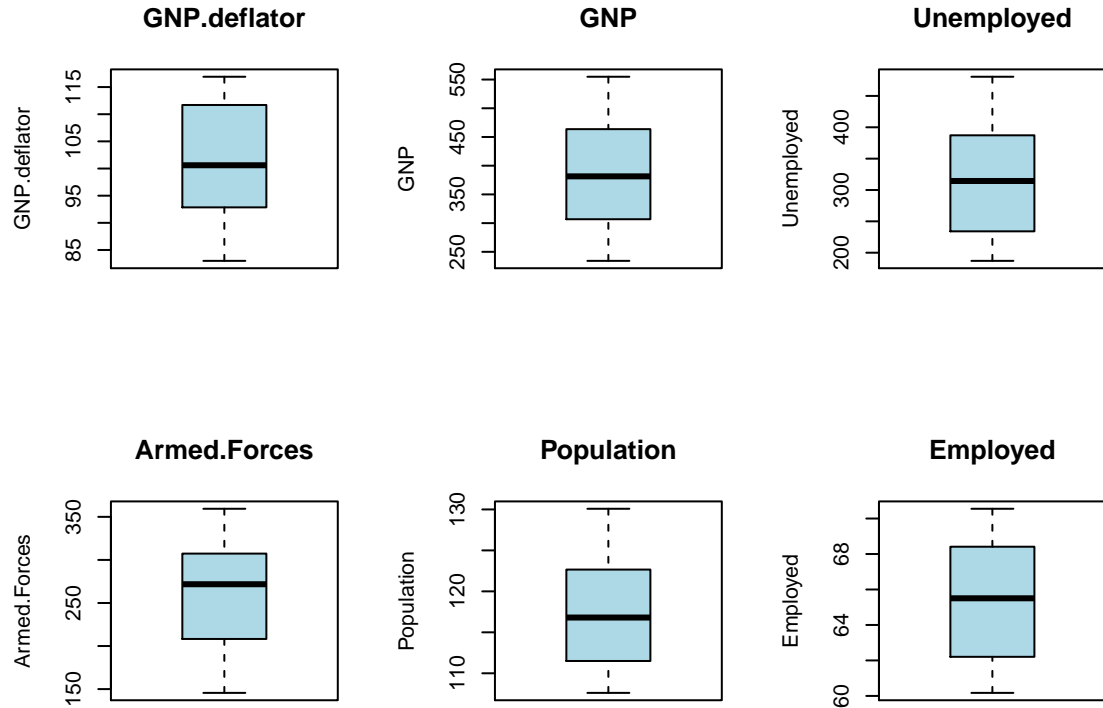 GNP.deflator
GNP.deflator
85
95
105
115
GNP
GNP
250
350
450
550
Unemployed
Unemployed
200
300
400
Armed.Forces
Armed.Forces
150
250
350
Population
Population
110
120
130
Employed
Employed
60
64
68